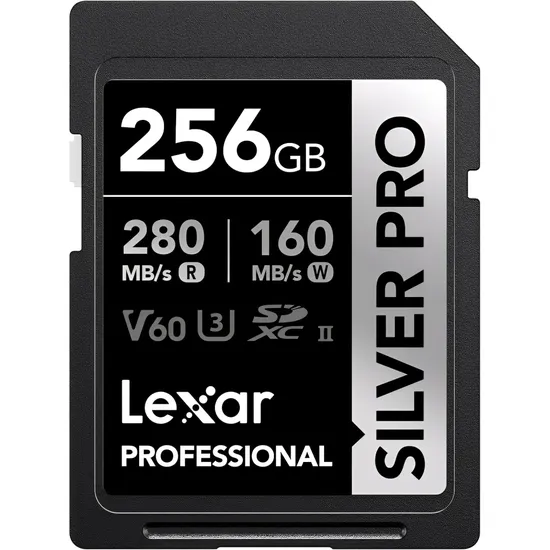 256GB
280 160
MB/s R MB/s W
V60 U3 SDXC II
Lexar
PROFESSIONAL
SILVER PRO